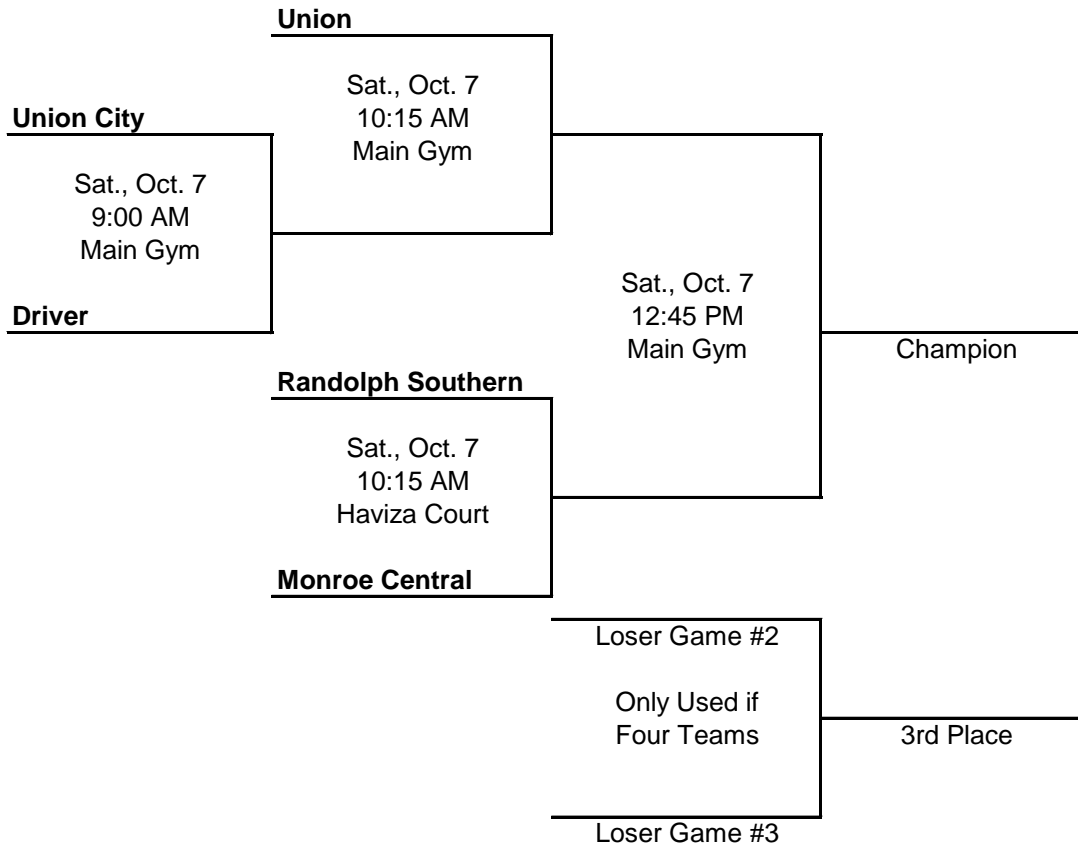 Union
Sat., Oct. 7
10:15 AM
Main Gym
Union City
Sat., Oct. 7
9:00 AM
Main Gym
Driver
Sat., Oct. 7
12:45 PM
Main Gym
Champion
Randolph Southern
Sat., Oct. 7
10:15 AM
Haviza Court
Monroe Central
Loser Game #2
Only Used if
Four Teams
3rd Place
Loser Game #3